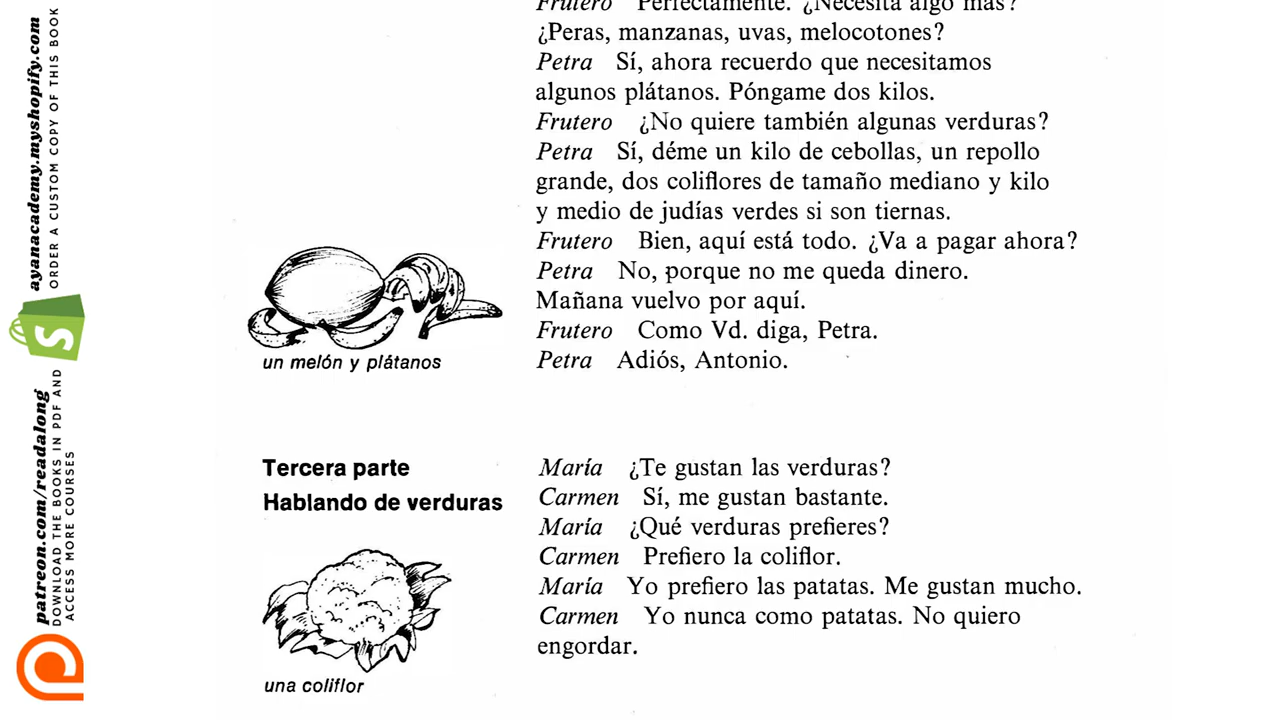 Frutero Perfectamente. ¿Necesita algo más?
¿Peras, manzanas, uvas, melocotones?
Petra Sí, ahora recuerdo que necesitamos
algunos plátanos. Póngame dos kilos.
Frutero ¿No quiere también algunas verduras?
Petra Sí, déme un kilo de cebollas, un repollo
grande, dos coliflores de tamaño mediano y kilo
y medio de judías verdes si son tiernas.
Frutero Bien, aquí está todo. ¿Va a pagar ahora?
Petra No, porque no me queda dinero.
Mañana vuelvo por aquí.
Frutero Como Vd. diga, Petra.
Petra Adiós, Antonio.
un melón y plátanos
Tercera parte
Hablando de verduras
María ¿Te gustan las verduras?
Carmen Sí, me gustan bastante.
María ¿Qué verduras prefieres?
Carmen Prefiero la coliflor.
María Yo prefiero las patatas. Me gustan mucho.
Carmen Yo nunca como patatas. No quiero
engordar.
una coliflor
ayanacademy.myshopify.com
ORDER A CUSTOM COPY OF THIS BOOK
patreon.com/readalong
DOWNLOAD THE BOOKS IN PDF AND
ACCESS MORE COURSES